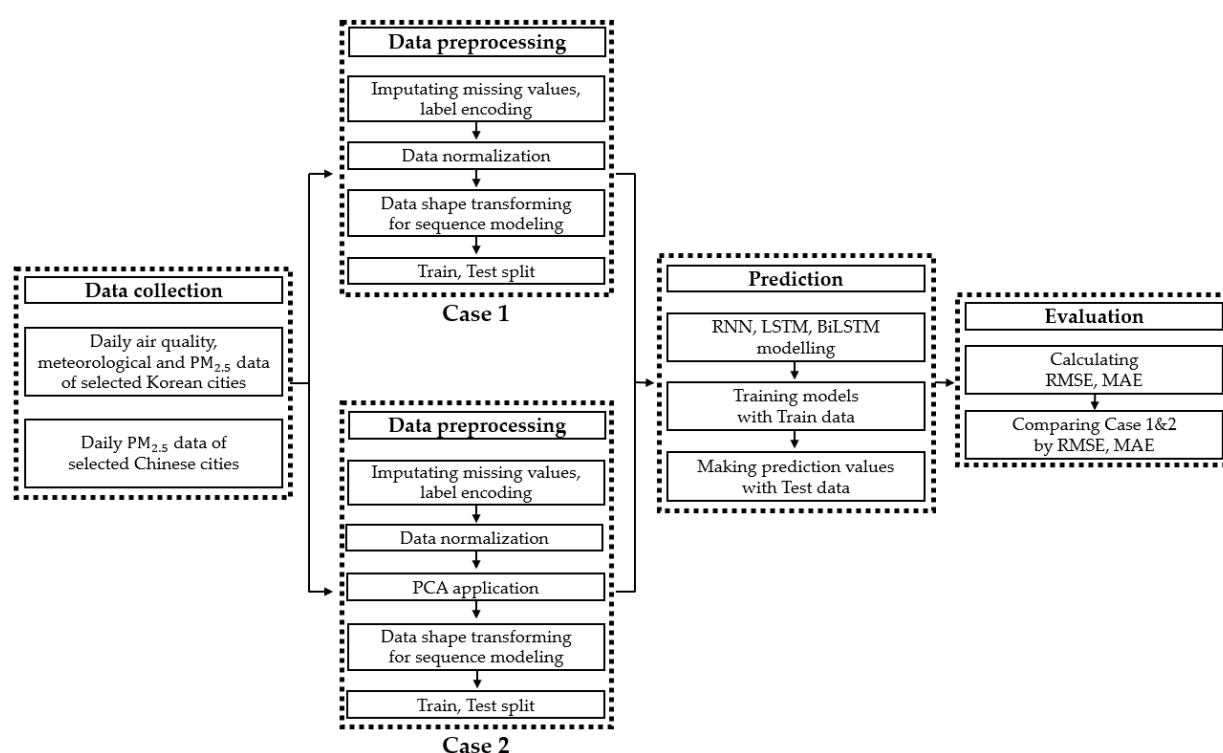 Data collection
Daily air quality,
meteorological and PM₂.₅ data
of selected Korean cities
Daily PM₂.₅ data of
selected Chinese cities
Data preprocessing
Imputating missing values,
label encoding
Data normalization
Data shape transforming
for sequence modeling
Train, Test split
Case 1
Data preprocessing
Imputating missing values,
label encoding
Data normalization
PCA application
Data shape transforming
for sequence modeling
Train, Test split
Case 2
Prediction
RNN, LSTM, BiLSTM
modelling
Training models
with Train data
Making prediction values
with Test data
Evaluation
Calculating
RMSE, MAE
Comparing Case 1&2
by RMSE, MAE